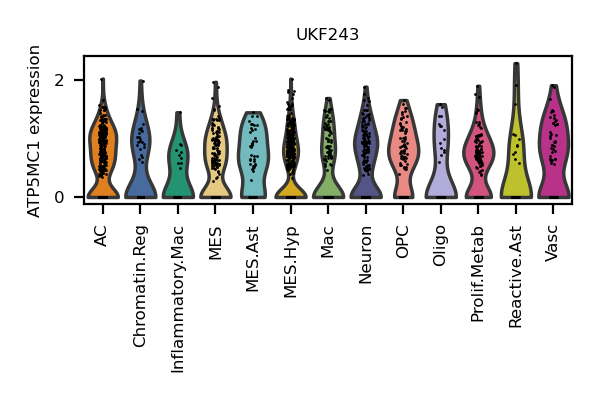 UKF243
ATP5MC1 expression
2
0
AC
Chromatin.Reg
Inflammatory.Mac
MES
MES.Ast
MES.Hyp
Mac
Neuron
OPC
Oligo
Prolif.Metab
Reactive.Ast
Vasc